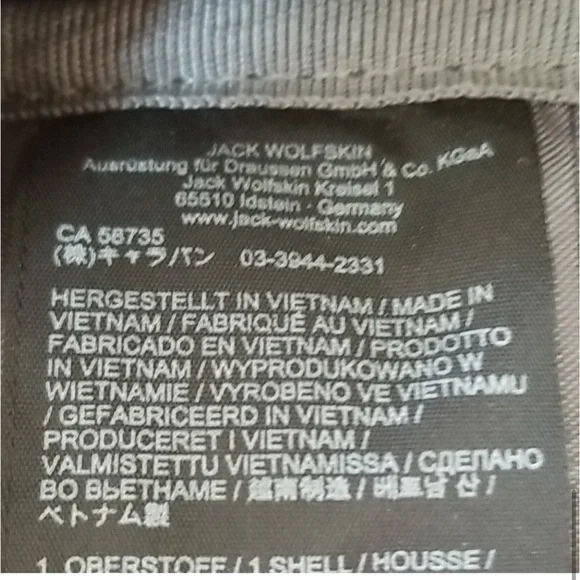 JACK WOLFSKIN
Ausrüstung für Draussen GmbH & Co. KGaA
Jack Wolfskin Kreisel 1
65510 Idstein - Germany
www.jack-wolfskin.com
CA 56735
(株)キャラバン 03-3944-2331
HERGESTELLT IN VIETNAM / MADE IN
VIETNAM / FABRIQUÉ AU VIETNAM /
FABRICADO EN VIETNAM / PRODOTTO
IN VIETNAM / WYPRODUKOWANO W
WIETNAMIE / VYROBENO VE VIETNAMU
/ GEFABRICEERD IN VIETNAM /
PRODUCERET I VIETNAM /
VALMISTETTU VIETNAMISSA / СДЕЛАНО
ВО ВЬЕТНАМЕ / 越南制造 / 베트남 산 /
ベトナム製
1 OBERSTOFF / 1 SHELL / HOUSSE /